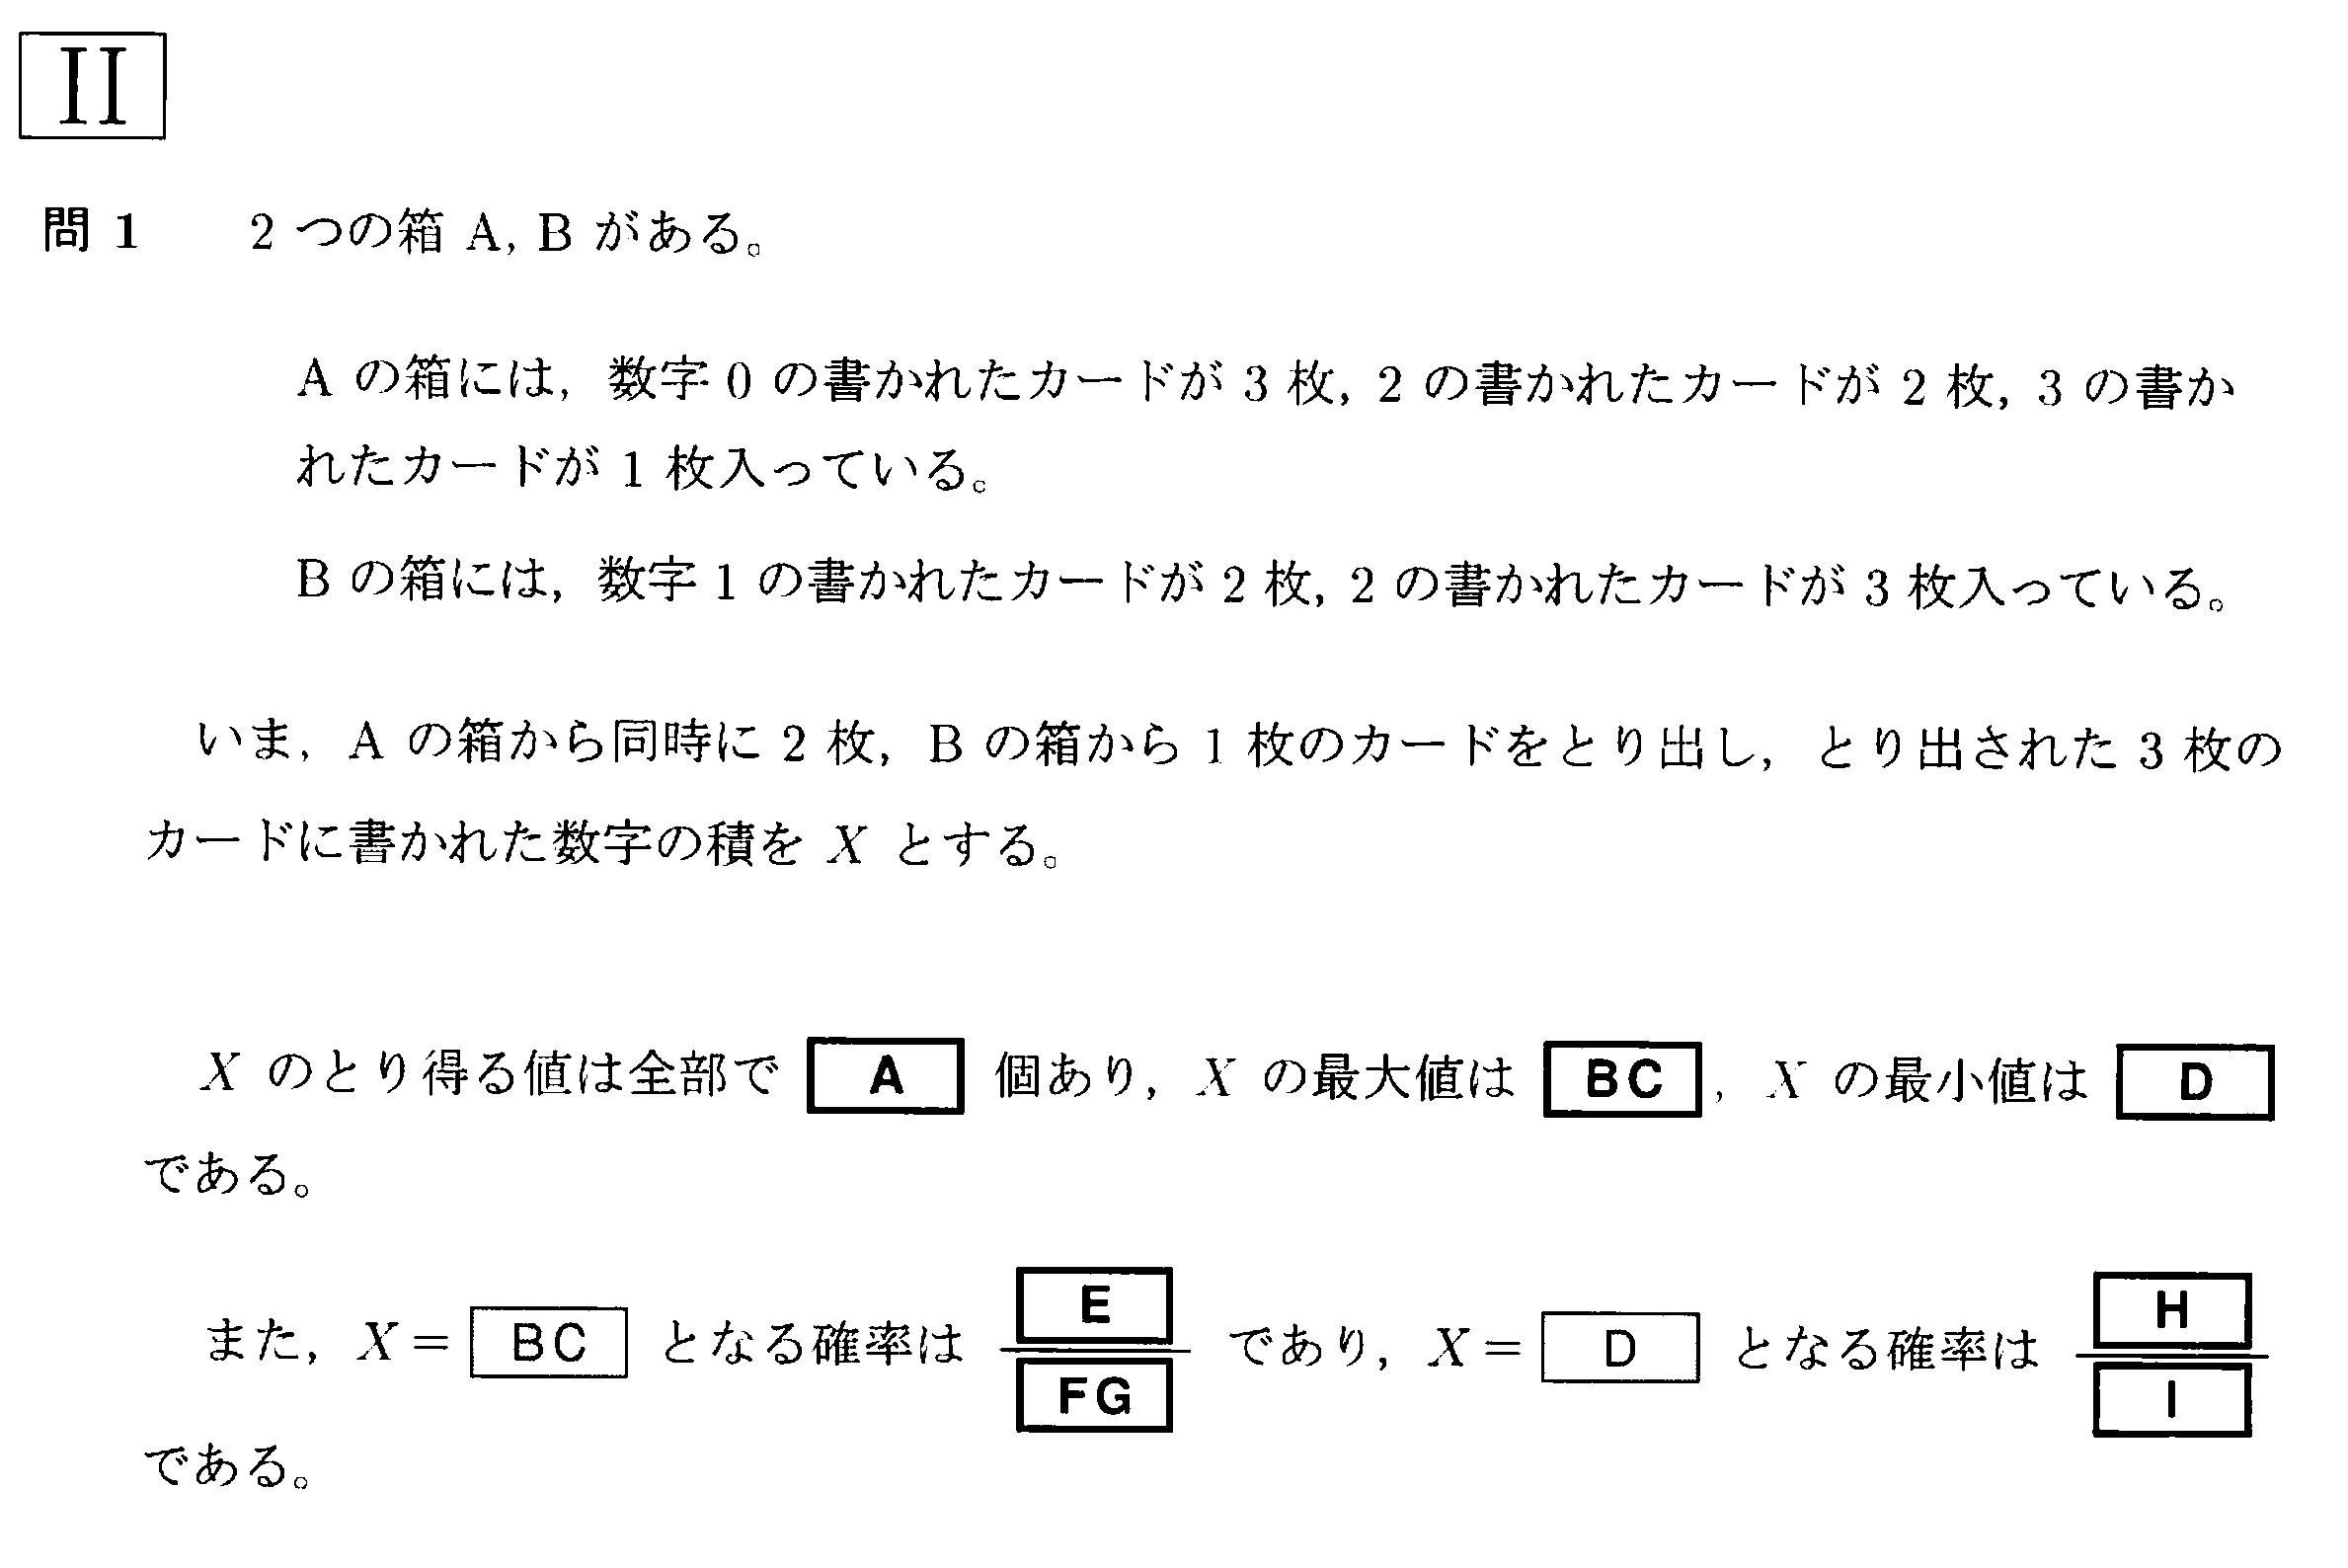 II
問 1 2 つの箱 A, B がある。
A の箱には, 数字 0 の書かれたカードが 3 枚, 2 の書かれたカードが 2 枚, 3 の書か
れたカードが 1 枚入っている。
B の箱には, 数字 1 の書かれたカードが 2 枚, 2 の書かれたカードが 3 枚入っている。
いま, A の箱から同時に 2 枚, B の箱から 1 枚のカードをとり出し, とり出された 3 枚の
カードに書かれた数字の積を X とする。
X のとり得る値は全部で A 個あり, X の最大値は BC , X の最小値は D
である。
また, X = BC となる確率は E/FG であり, X = D となる確率は H/I
である。